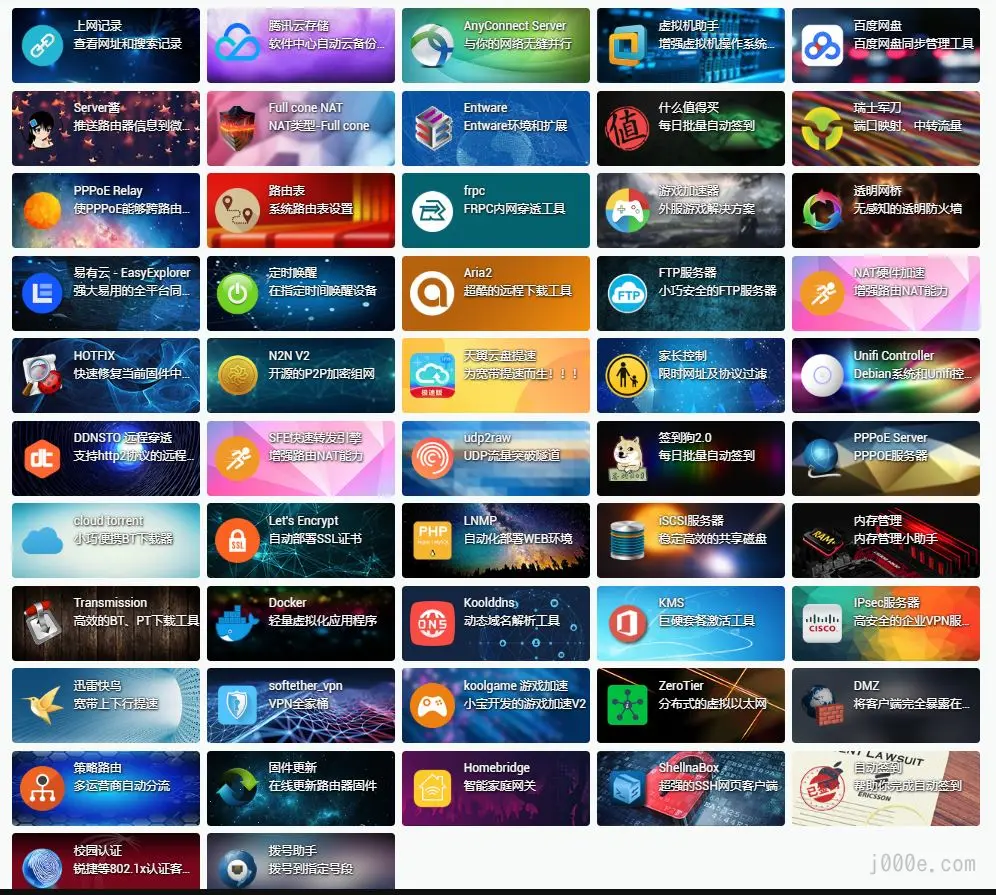 上网记录
查看网址和搜索记录
腾讯云存储
软件中心自动云备份...
AnyConnect Server
与你的网络无缝并行
虚拟机助手
增强虚拟机操作系统...
百度网盘
百度网盘同步管理工具
Server酱
推送路由器信息到微...
Full cone NAT
NAT类型-Full cone
Entware
Entware环境和扩展
值
什么值得买
每日批量自动签到
瑞士军刀
端口映射、中转流量
PPPoE Relay
使PPPoE能够跨路由...
路由表
系统路由表设置
frpc
FRPC内网穿透工具
游戏加速器
外服游戏解决方案
透明网桥
无感知的透明防火墙
易有云 - EasyExplorer
强大易用的全平台同...
定时唤醒
在指定时间唤醒设备
Aria2
超酷的远程下载工具
FTP
FTP服务器
小巧安全的FTP服务器
NAT硬件加速
增强路由NAT能力
HOTFIX
快速修复当前固件中...
N2N V2
开源的P2P加密组网
极速版
天翼云盘提速
为宽带提速而生！！！
家长控制
限时网址及协议过滤
Unifi Controller
Debian系统和Unifi控...
dt
DDNSTO 远程穿透
支持http2协议的远程...
SFE快速转发引擎
增强路由NAT能力
udp2raw
UDP流量突破隧道
签到狗2.0
每日批量自动签到
PPPoE Server
PPPOE服务器
cloud torrent
小巧便携BT下载器
SSL
Let's Encrypt
自动部署SSL证书
PHP
LNMP
自动化部署WEB环境
iSCSI服务器
稳定高效的共享磁盘
RAM
内存管理
内存管理小助手
Transmission
高效的BT、PT下载工具
Docker
轻量虚拟化应用程序
DNS
Koolddns
动态域名解析工具
KMS
巨硬套餐激活工具
CISCO
IPsec服务器
高安全的企业VPN服...
迅雷快鸟
宽带上下行提速
softether_vpn
VPN全家桶
koolgame 游戏加速
小宝开发的游戏加速V2
ZeroTier
分布式的虚拟以太网
DMZ
将客户端完全暴露在...
策略路由
多运营商自动分流
固件更新
在线更新路由器固件
Homebridge
智能家庭网关
ShellnaBox
超强的SSH网页客户端
LAWSUIT
ERICSSON
自动签到
帮助你完成自动签到
校园认证
锐捷等802.1x认证客...
拨号助手
拨号到指定号段
j000e.com